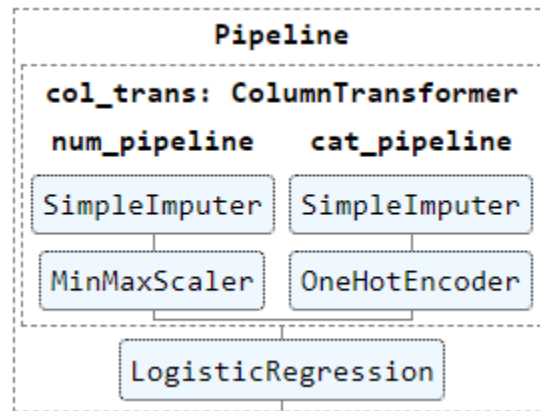 Pipeline
col_trans: ColumnTransformer
num_pipeline cat_pipeline
SimpleImputer SimpleImputer
MinMaxScaler OneHotEncoder
LogisticRegression